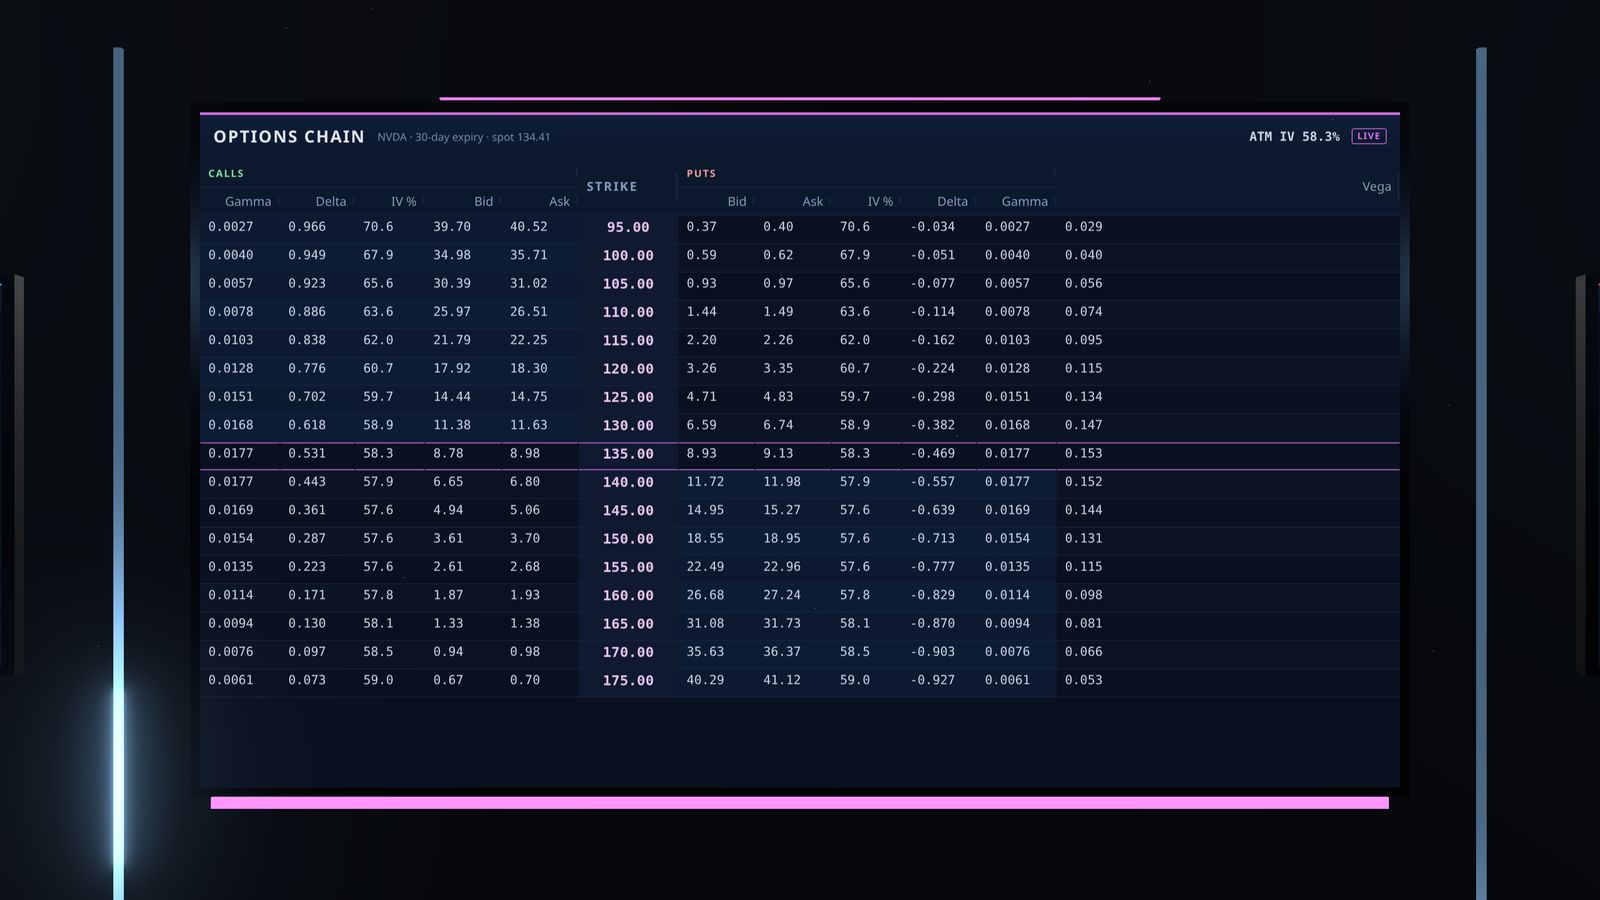 OPTIONS CHAIN NVDA · 30-day expiry · spot 134.41 ATM IV 58.3% LIVE
CALLS STRIKE PUTS Vega
Gamma Delta IV % Bid Ask Bid Ask IV % Delta Gamma
0.0027 0.966 70.6 39.70 40.52 95.00 0.37 0.40 70.6 -0.034 0.0027 0.029
0.0040 0.949 67.9 34.98 35.71 100.00 0.59 0.62 67.9 -0.051 0.0040 0.040
0.0057 0.923 65.6 30.39 31.02 105.00 0.93 0.97 65.6 -0.077 0.0057 0.056
0.0078 0.886 63.6 25.97 26.51 110.00 1.44 1.49 63.6 -0.114 0.0078 0.074
0.0103 0.838 62.0 21.79 22.25 115.00 2.20 2.26 62.0 -0.162 0.0103 0.095
0.0128 0.776 60.7 17.92 18.30 120.00 3.26 3.35 60.7 -0.224 0.0128 0.115
0.0151 0.702 59.7 14.44 14.75 125.00 4.71 4.83 59.7 -0.298 0.0151 0.134
0.0168 0.618 58.9 11.38 11.63 130.00 6.59 6.74 58.9 -0.382 0.0168 0.147
0.0177 0.531 58.3 8.78 8.98 135.00 8.93 9.13 58.3 -0.469 0.0177 0.153
0.0177 0.443 57.9 6.65 6.80 140.00 11.72 11.98 57.9 -0.557 0.0177 0.152
0.0169 0.361 57.6 4.94 5.06 145.00 14.95 15.27 57.6 -0.639 0.0169 0.144
0.0154 0.287 57.6 3.61 3.70 150.00 18.55 18.95 57.6 -0.713 0.0154 0.131
0.0135 0.223 57.6 2.61 2.68 155.00 22.49 22.96 57.6 -0.777 0.0135 0.115
0.0114 0.171 57.8 1.87 1.93 160.00 26.68 27.24 57.8 -0.829 0.0114 0.098
0.0094 0.130 58.1 1.33 1.38 165.00 31.08 31.73 58.1 -0.870 0.0094 0.081
0.0076 0.097 58.5 0.94 0.98 170.00 35.63 36.37 58.5 -0.903 0.0076 0.066
0.0061 0.073 59.0 0.67 0.70 175.00 40.29 41.12 59.0 -0.927 0.0061 0.053